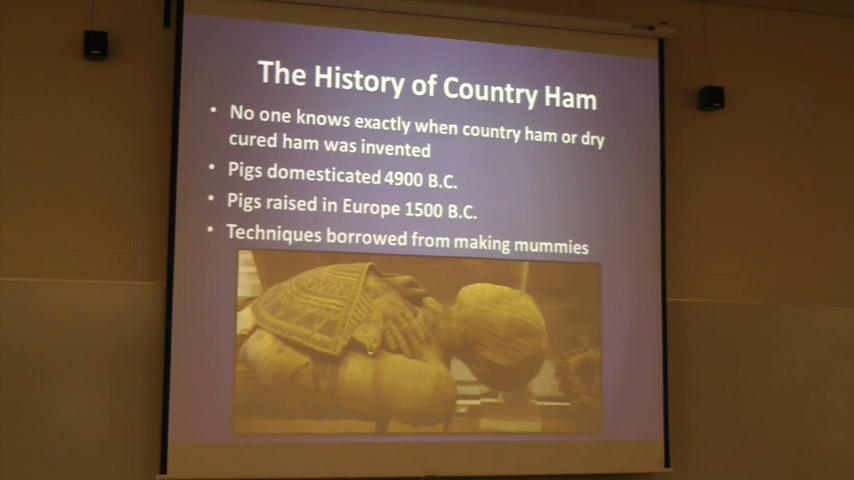 The History of Country Ham
• No one knows exactly when country ham or dry
cured ham was invented
• Pigs domesticated 4900 B.C.
• Pigs raised in Europe 1500 B.C.
• Techniques borrowed from making mummies